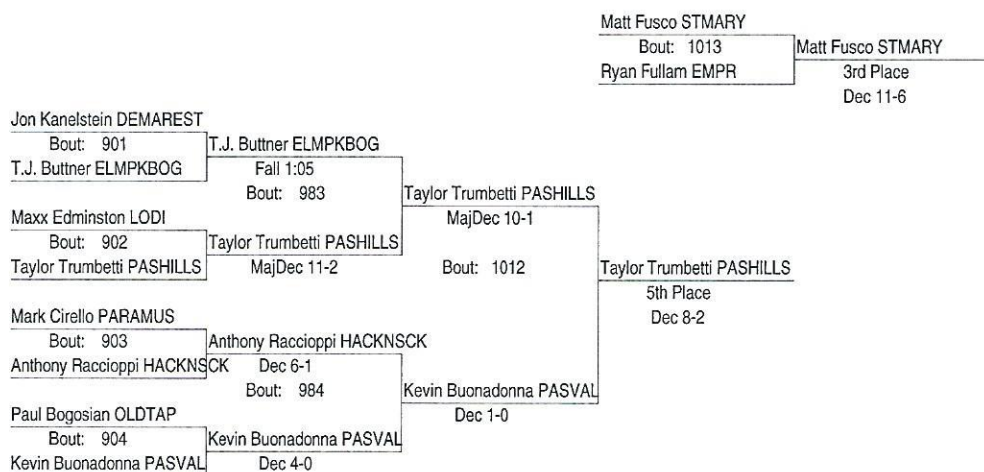 Matt Fusco STMARY
Bout: 1013
Matt Fusco STMARY
Ryan Fullam EMPR
3rd Place
Dec 11-6
Jon Kanelstein DEMAREST
Bout: 901
T.J. Buttner ELMPKBOG
T.J. Buttner ELMPKBOG
Fall 1:05
Bout: 983
Taylor Trumbetti PASHILLS
Maxx Edminston LODI
MajDec 10-1
Bout: 902
Taylor Trumbetti PASHILLS
Taylor Trumbetti PASHILLS
MajDec 11-2
Bout: 1012
Taylor Trumbetti PASHILLS
5th Place
Mark Cirello PARAMUS
Dec 8-2
Bout: 903
Anthony Raccioppi HACKNSCK
Anthony Raccioppi HACKNSCK
Dec 6-1
Bout: 984
Kevin Buonadonna PASVAL
Paul Bogosian OLDTAP
Dec 1-0
Bout: 904
Kevin Buonadonna PASVAL
Kevin Buonadonna PASVAL
Dec 4-0